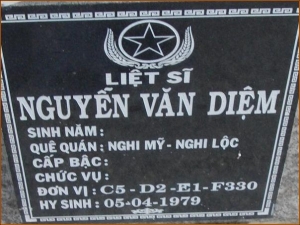 LIỆT SĨ
NGUYỄN VĂN DIỆM
SINH NĂM :
QUÊ QUÁN : NGHI MỸ - NGHI LỘC
CẤP BẬC :
CHỨC VỤ :
ĐƠN VỊ : C5 - D2 - E1 - F330
HY SINH : 05-04-1979